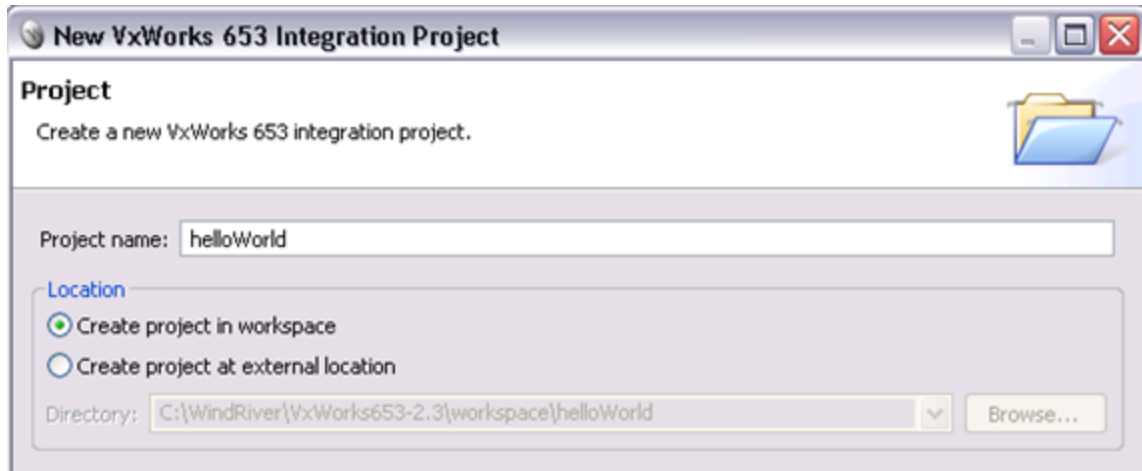 New VxWorks 653 Integration Project
Project
Create a new VxWorks 653 integration project.
Project name: helloWorld
Location
Create project in workspace
Create project at external location
Directory: C:\WindRiver\VxWorks653-2.3\workspace\helloWorld Browse...